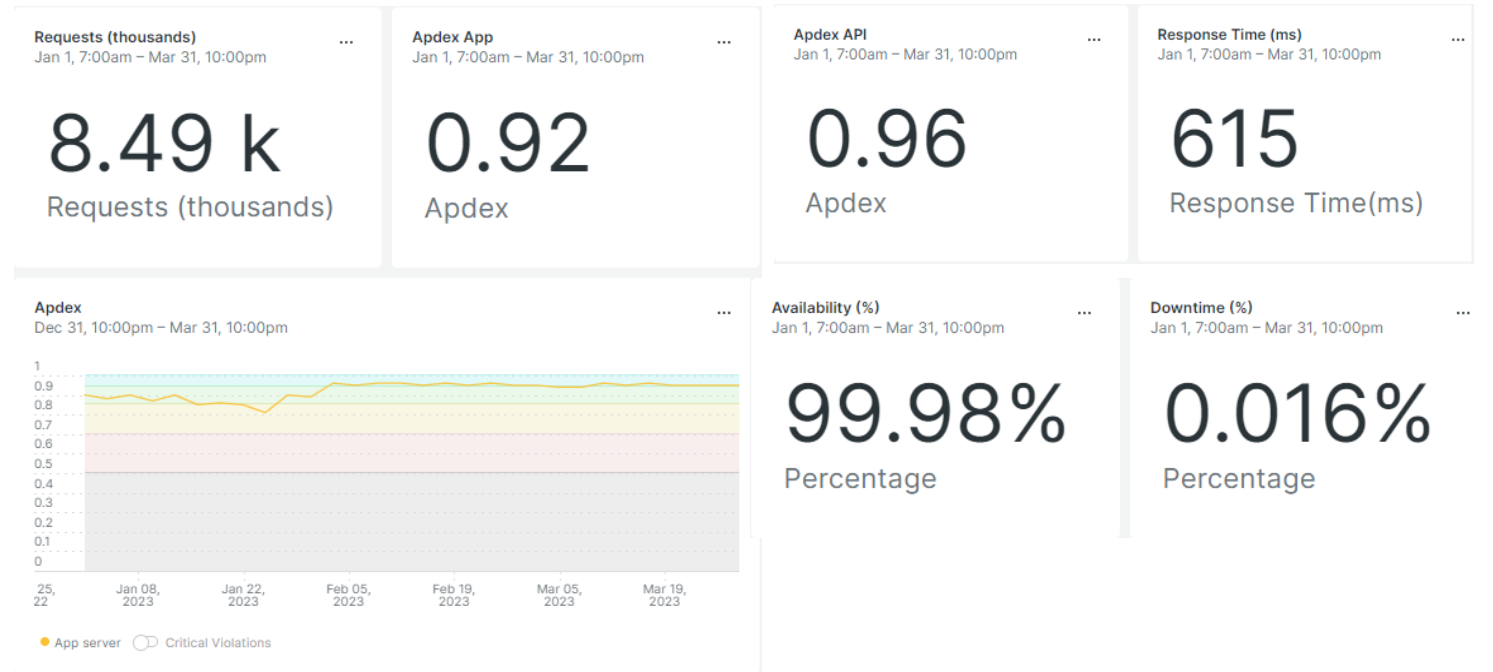 Requests (thousands)
...
Jan 1, 7:00am – Mar 31, 10:00pm
8.49 k
Requests (thousands)
Apdex App
...
Jan 1, 7:00am – Mar 31, 10:00pm
0.92
Apdex
Apdex API
...
Jan 1, 7:00am – Mar 31, 10:00pm
0.96
Apdex
Response Time (ms)
...
Jan 1, 7:00am – Mar 31, 10:00pm
615
Response Time(ms)
Apdex
...
Dec 31, 10:00pm – Mar 31, 10:00pm
1
0.9
0.8
0.7
0.6
0.5
0.4
0.3
0.2
0.1
0
25,
22
Jan 08,
2023
Jan 22,
2023
Feb 05,
2023
Feb 19,
2023
Mar 05,
2023
Mar 19,
2023
App server
Critical Violations
Availability (%)
...
Jan 1, 7:00am – Mar 31, 10:00pm
99.98%
Percentage
Downtime (%)
...
Jan 1, 7:00am – Mar 31, 10:00pm
0.016%
Percentage